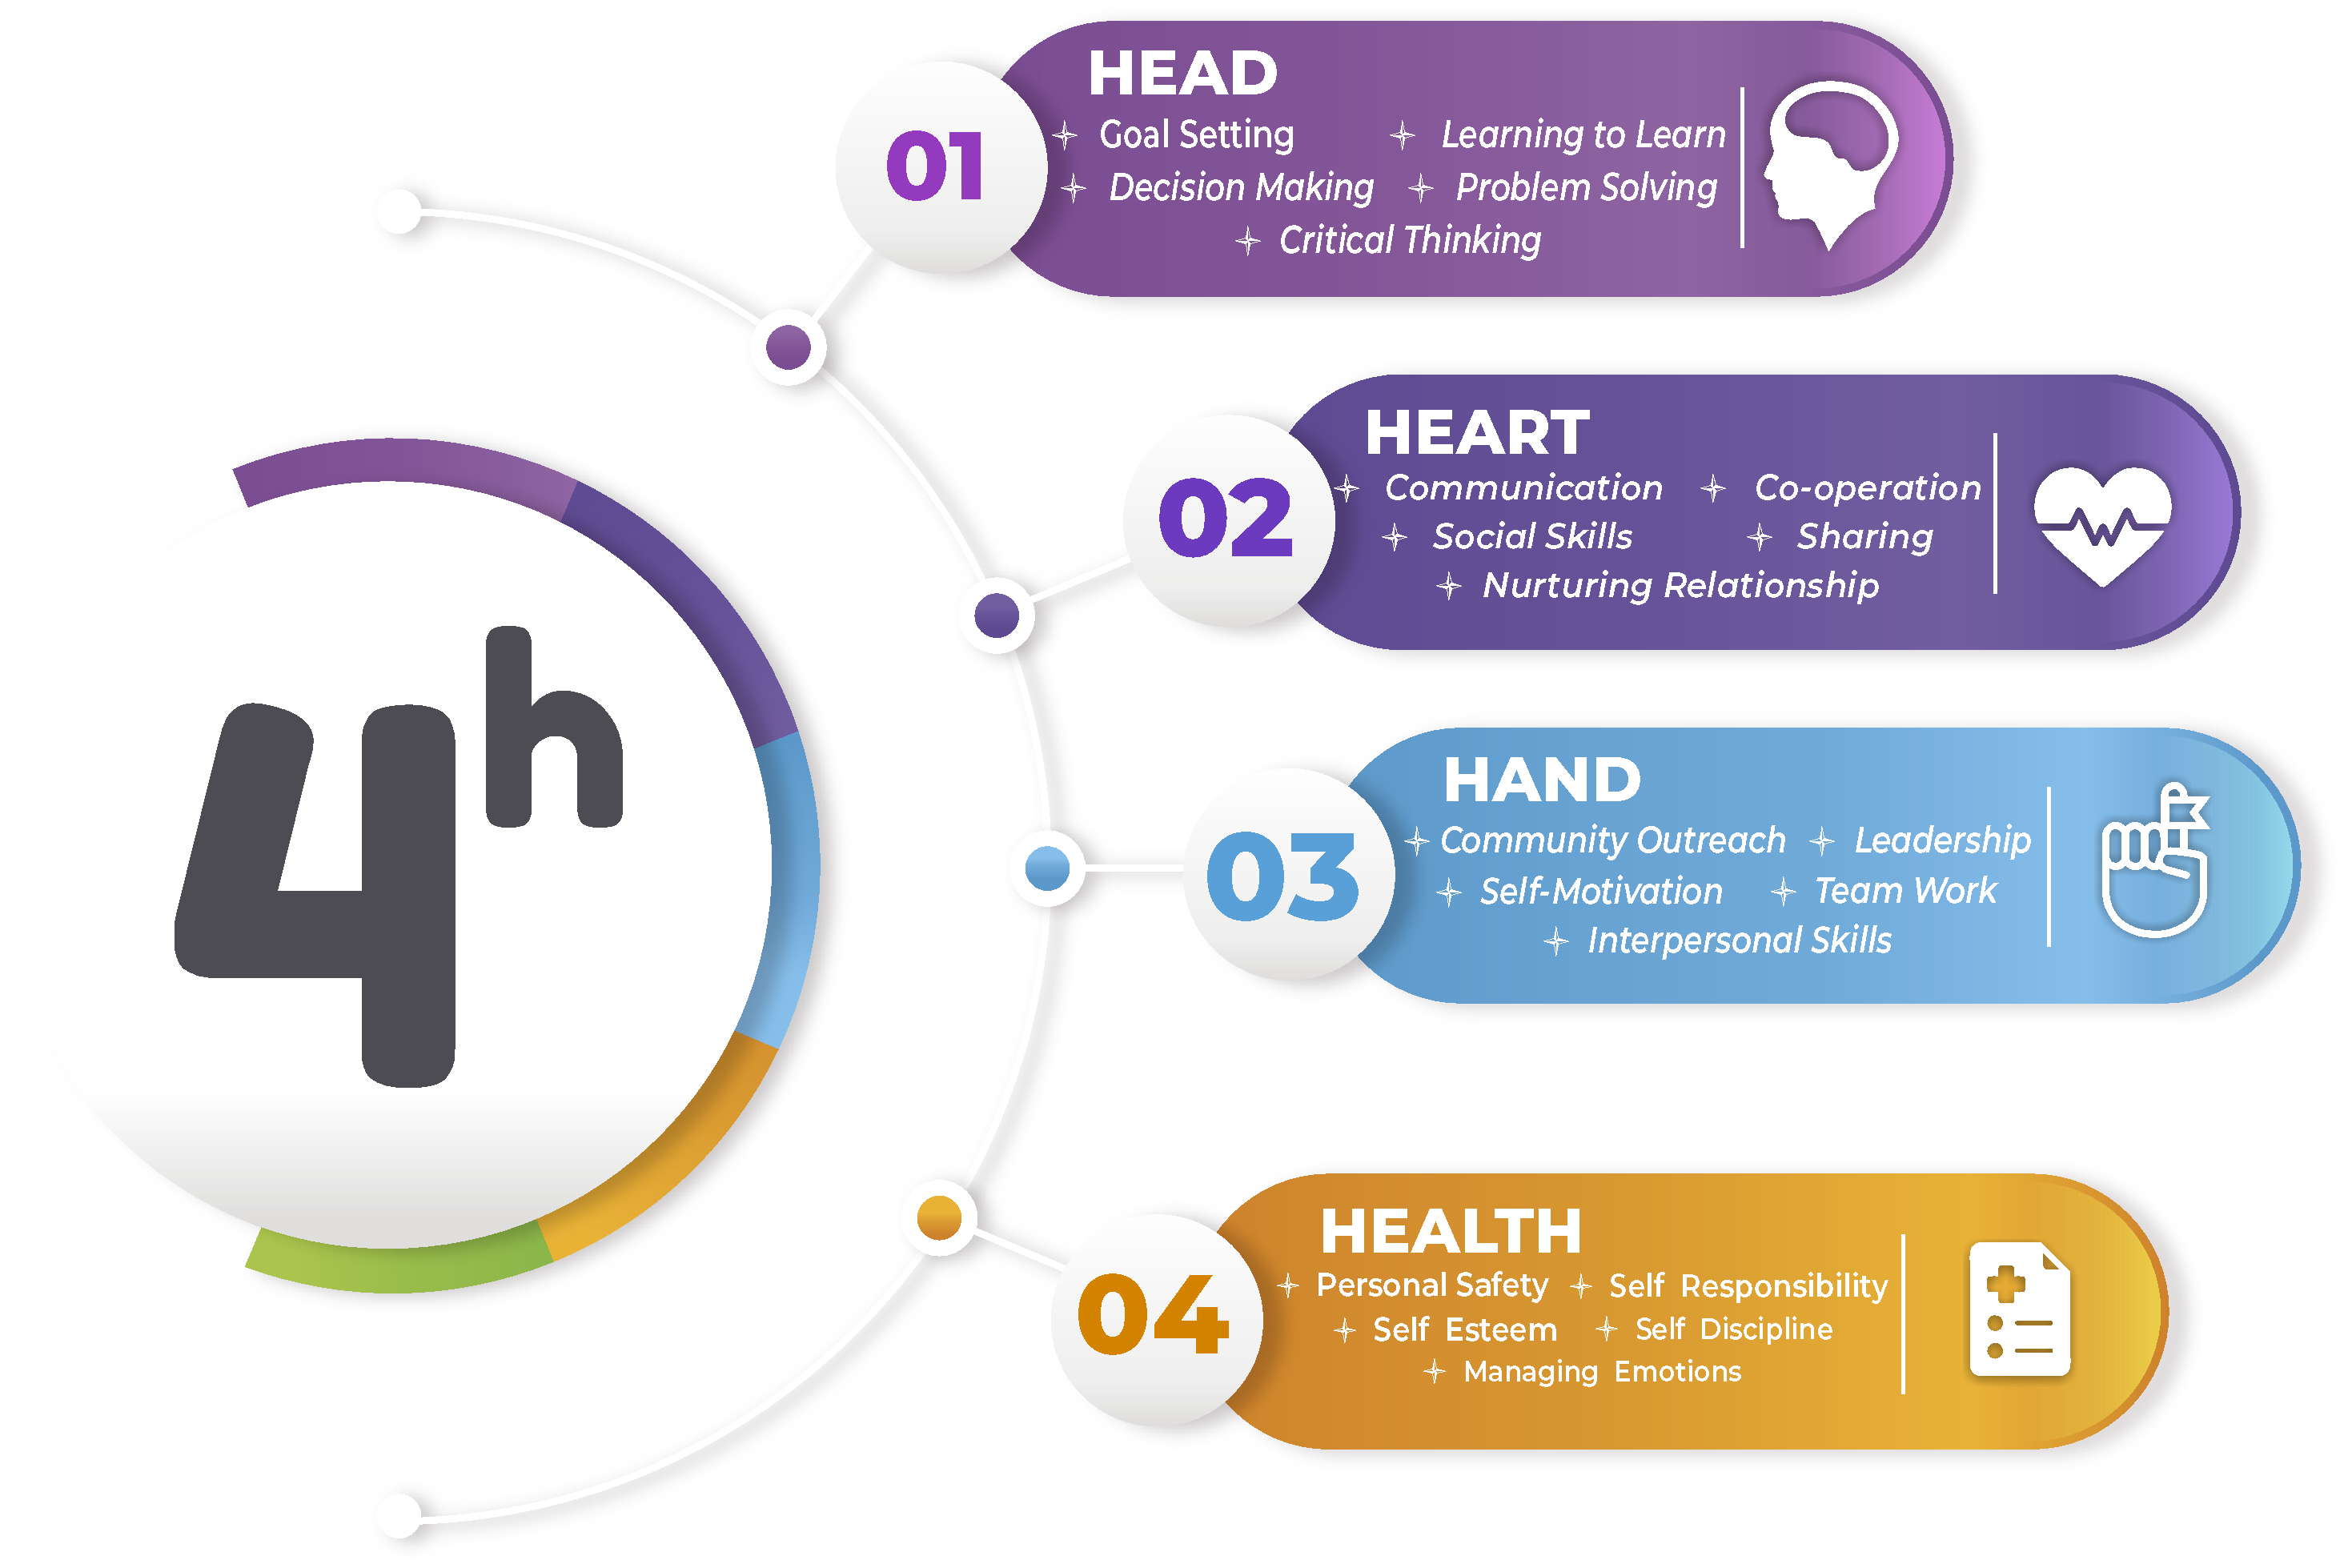 4h
01
HEAD
Goal Setting Learning to Learn
Decision Making Problem Solving
Critical Thinking
02
HEART
Communication Co-operation
Social Skills Sharing
Nurturing Relationship
03
HAND
Community Outreach Leadership
Self-Motivation Team Work
Interpersonal Skills
04
HEALTH
Personal Safety Self Responsibility
Self Esteem Self Discipline
Managing Emotions